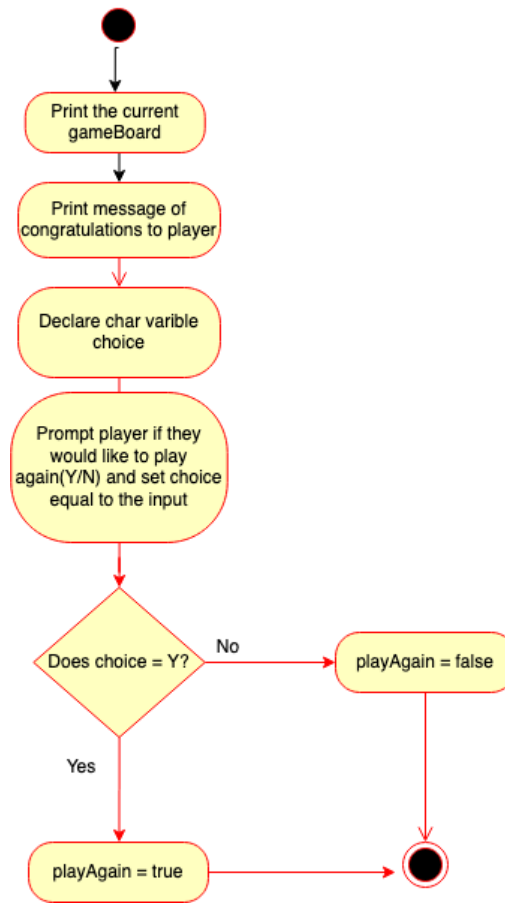 Print the current
gameBoard
Print message of
congratulations to player
Declare char varible
choice
Prompt player if they
would like to play
again(Y/N) and set choice
equal to the input
Does choice = Y?
No
playAgain = false
Yes
playAgain = true